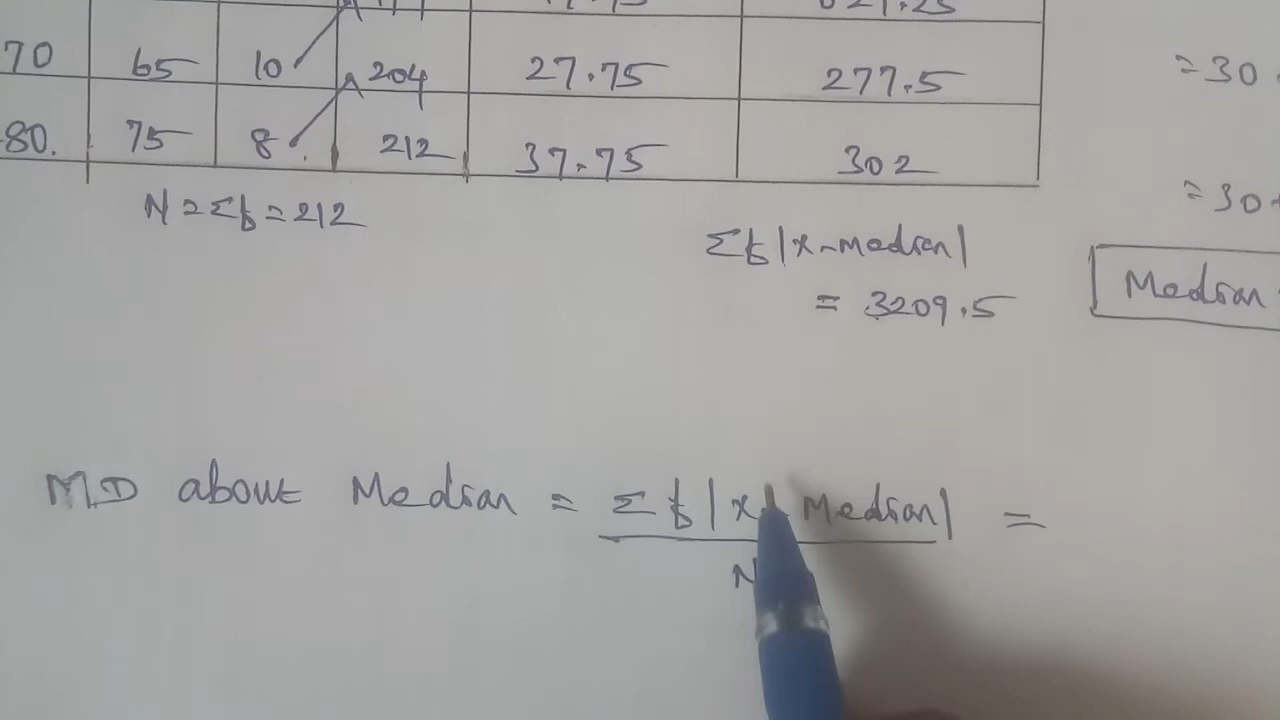 70 65 10 204 27.75 277.5 =30
80. 75 8 212 37.75 302
N=Σf=212 =30+
Σf|x-median|
= 3209.5 Median
MD about Median = Σf|x-Median| =
N